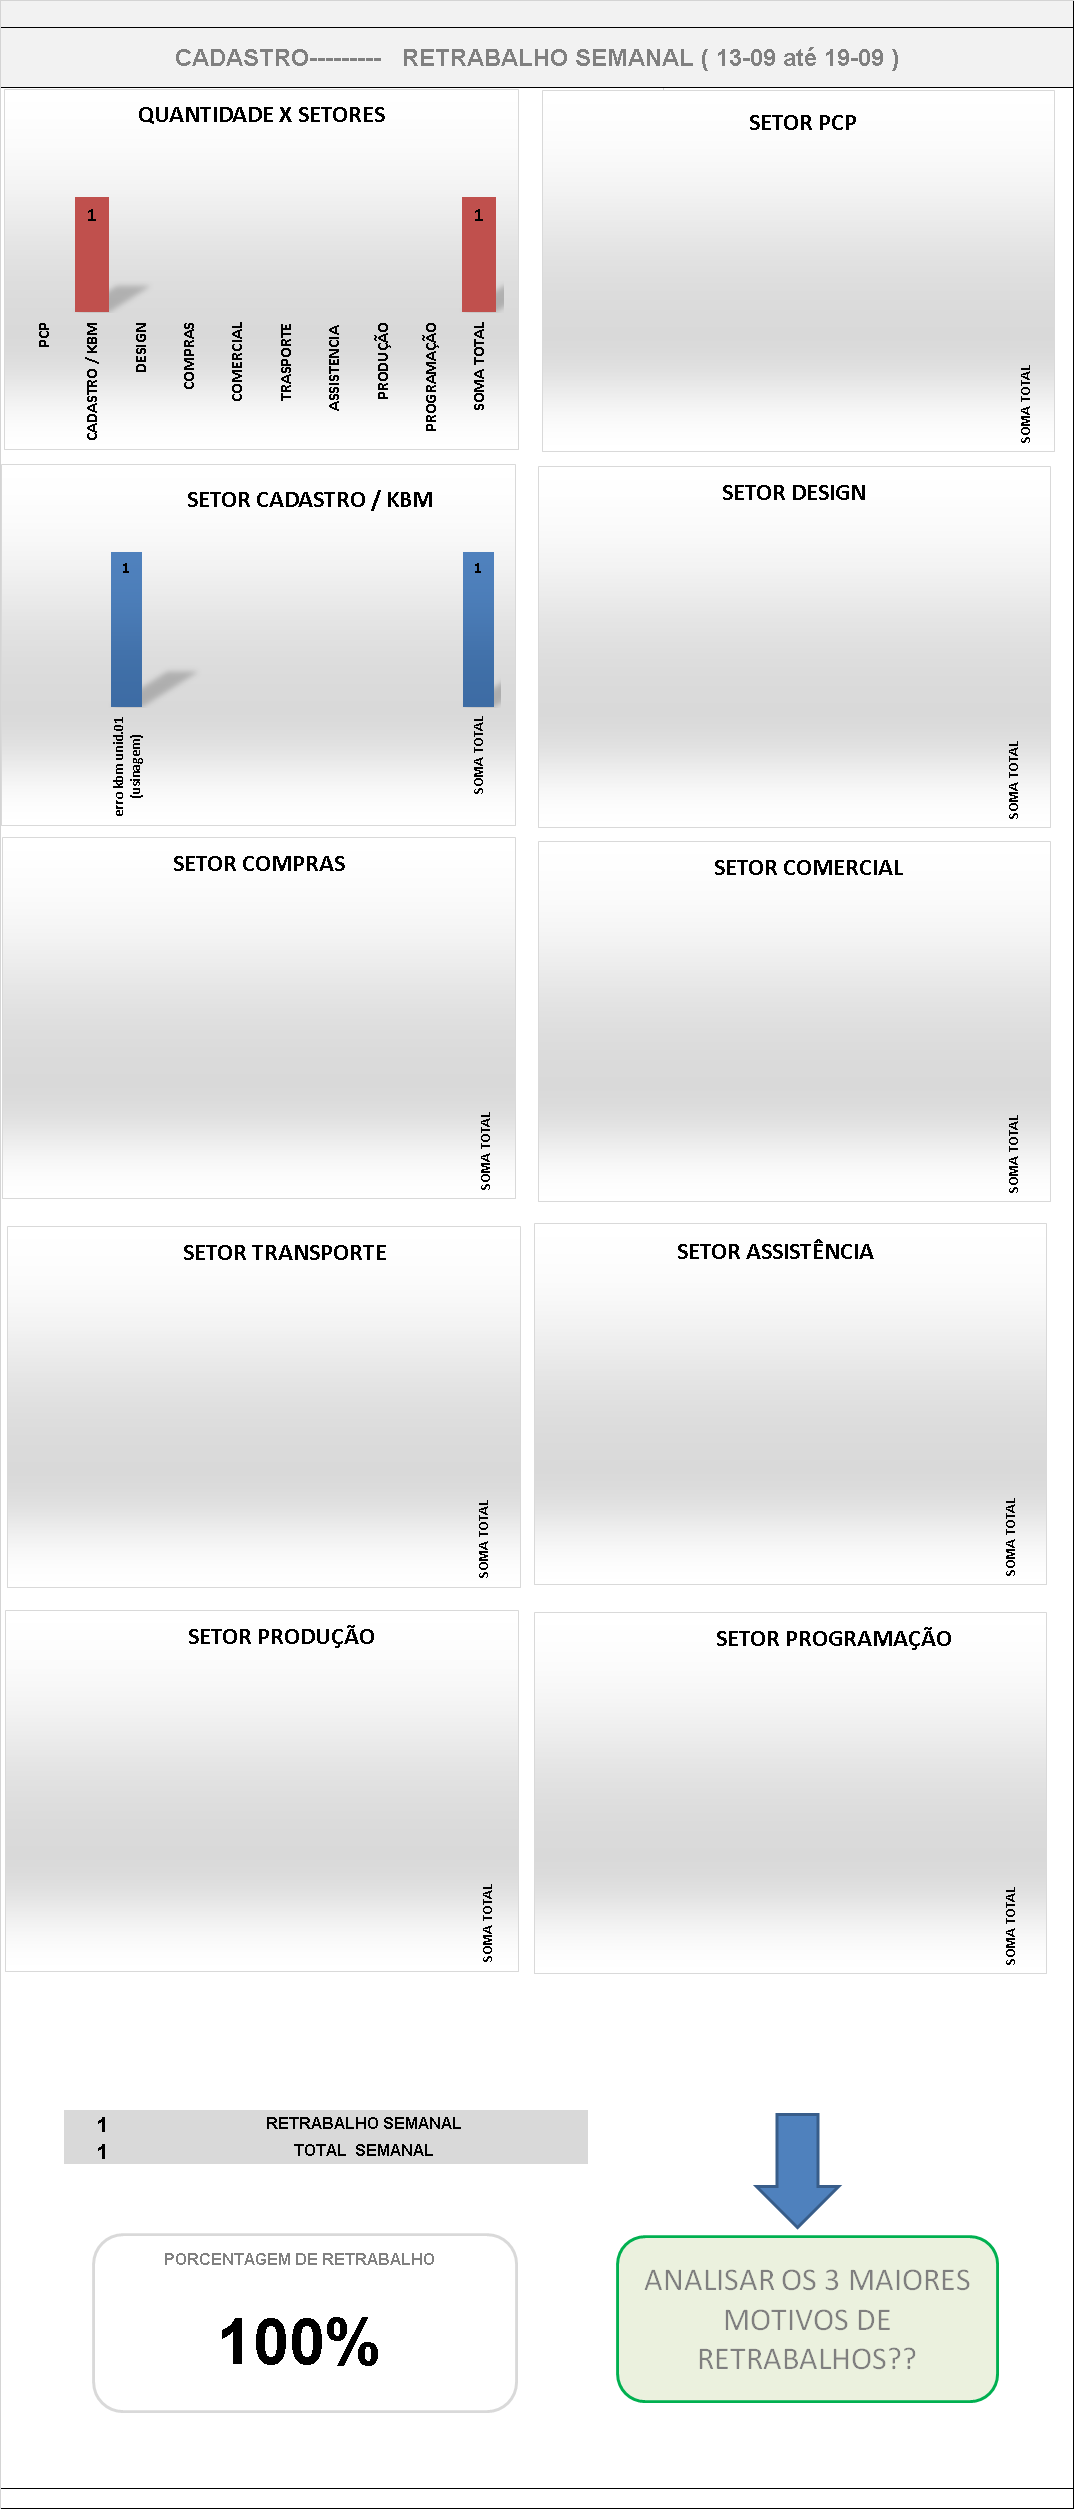 CADASTRO---------   RETRABALHO SEMANAL ( 13-09 até 19-09 )
QUANTIDADE X SETORES
1
1
PCP
CADASTRO / KBM
DESIGN
COMPRAS
COMERCIAL
TRASPORTE
ASSISTENCIA
PRODUÇÃO
PROGRAMAÇÃO
SOMA TOTAL
SETOR PCP
SOMA TOTAL
SETOR CADASTRO / KBM
1
1
erro kbm unid.01
(usinagem)
SOMA TOTAL
SETOR DESIGN
SOMA TOTAL
SETOR COMPRAS
SOMA TOTAL
SETOR COMERCIAL
SOMA TOTAL
SETOR TRANSPORTE
SOMA TOTAL
SETOR ASSISTÊNCIA
SOMA TOTAL
SETOR PRODUÇÃO
SOMA TOTAL
SETOR PROGRAMAÇÃO
SOMA TOTAL
1 RETRABALHO SEMANAL
1 TOTAL  SEMANAL
PORCENTAGEM DE RETRABALHO
100%
ANALISAR OS 3 MAIORES
MOTIVOS DE
RETRABALHOS??